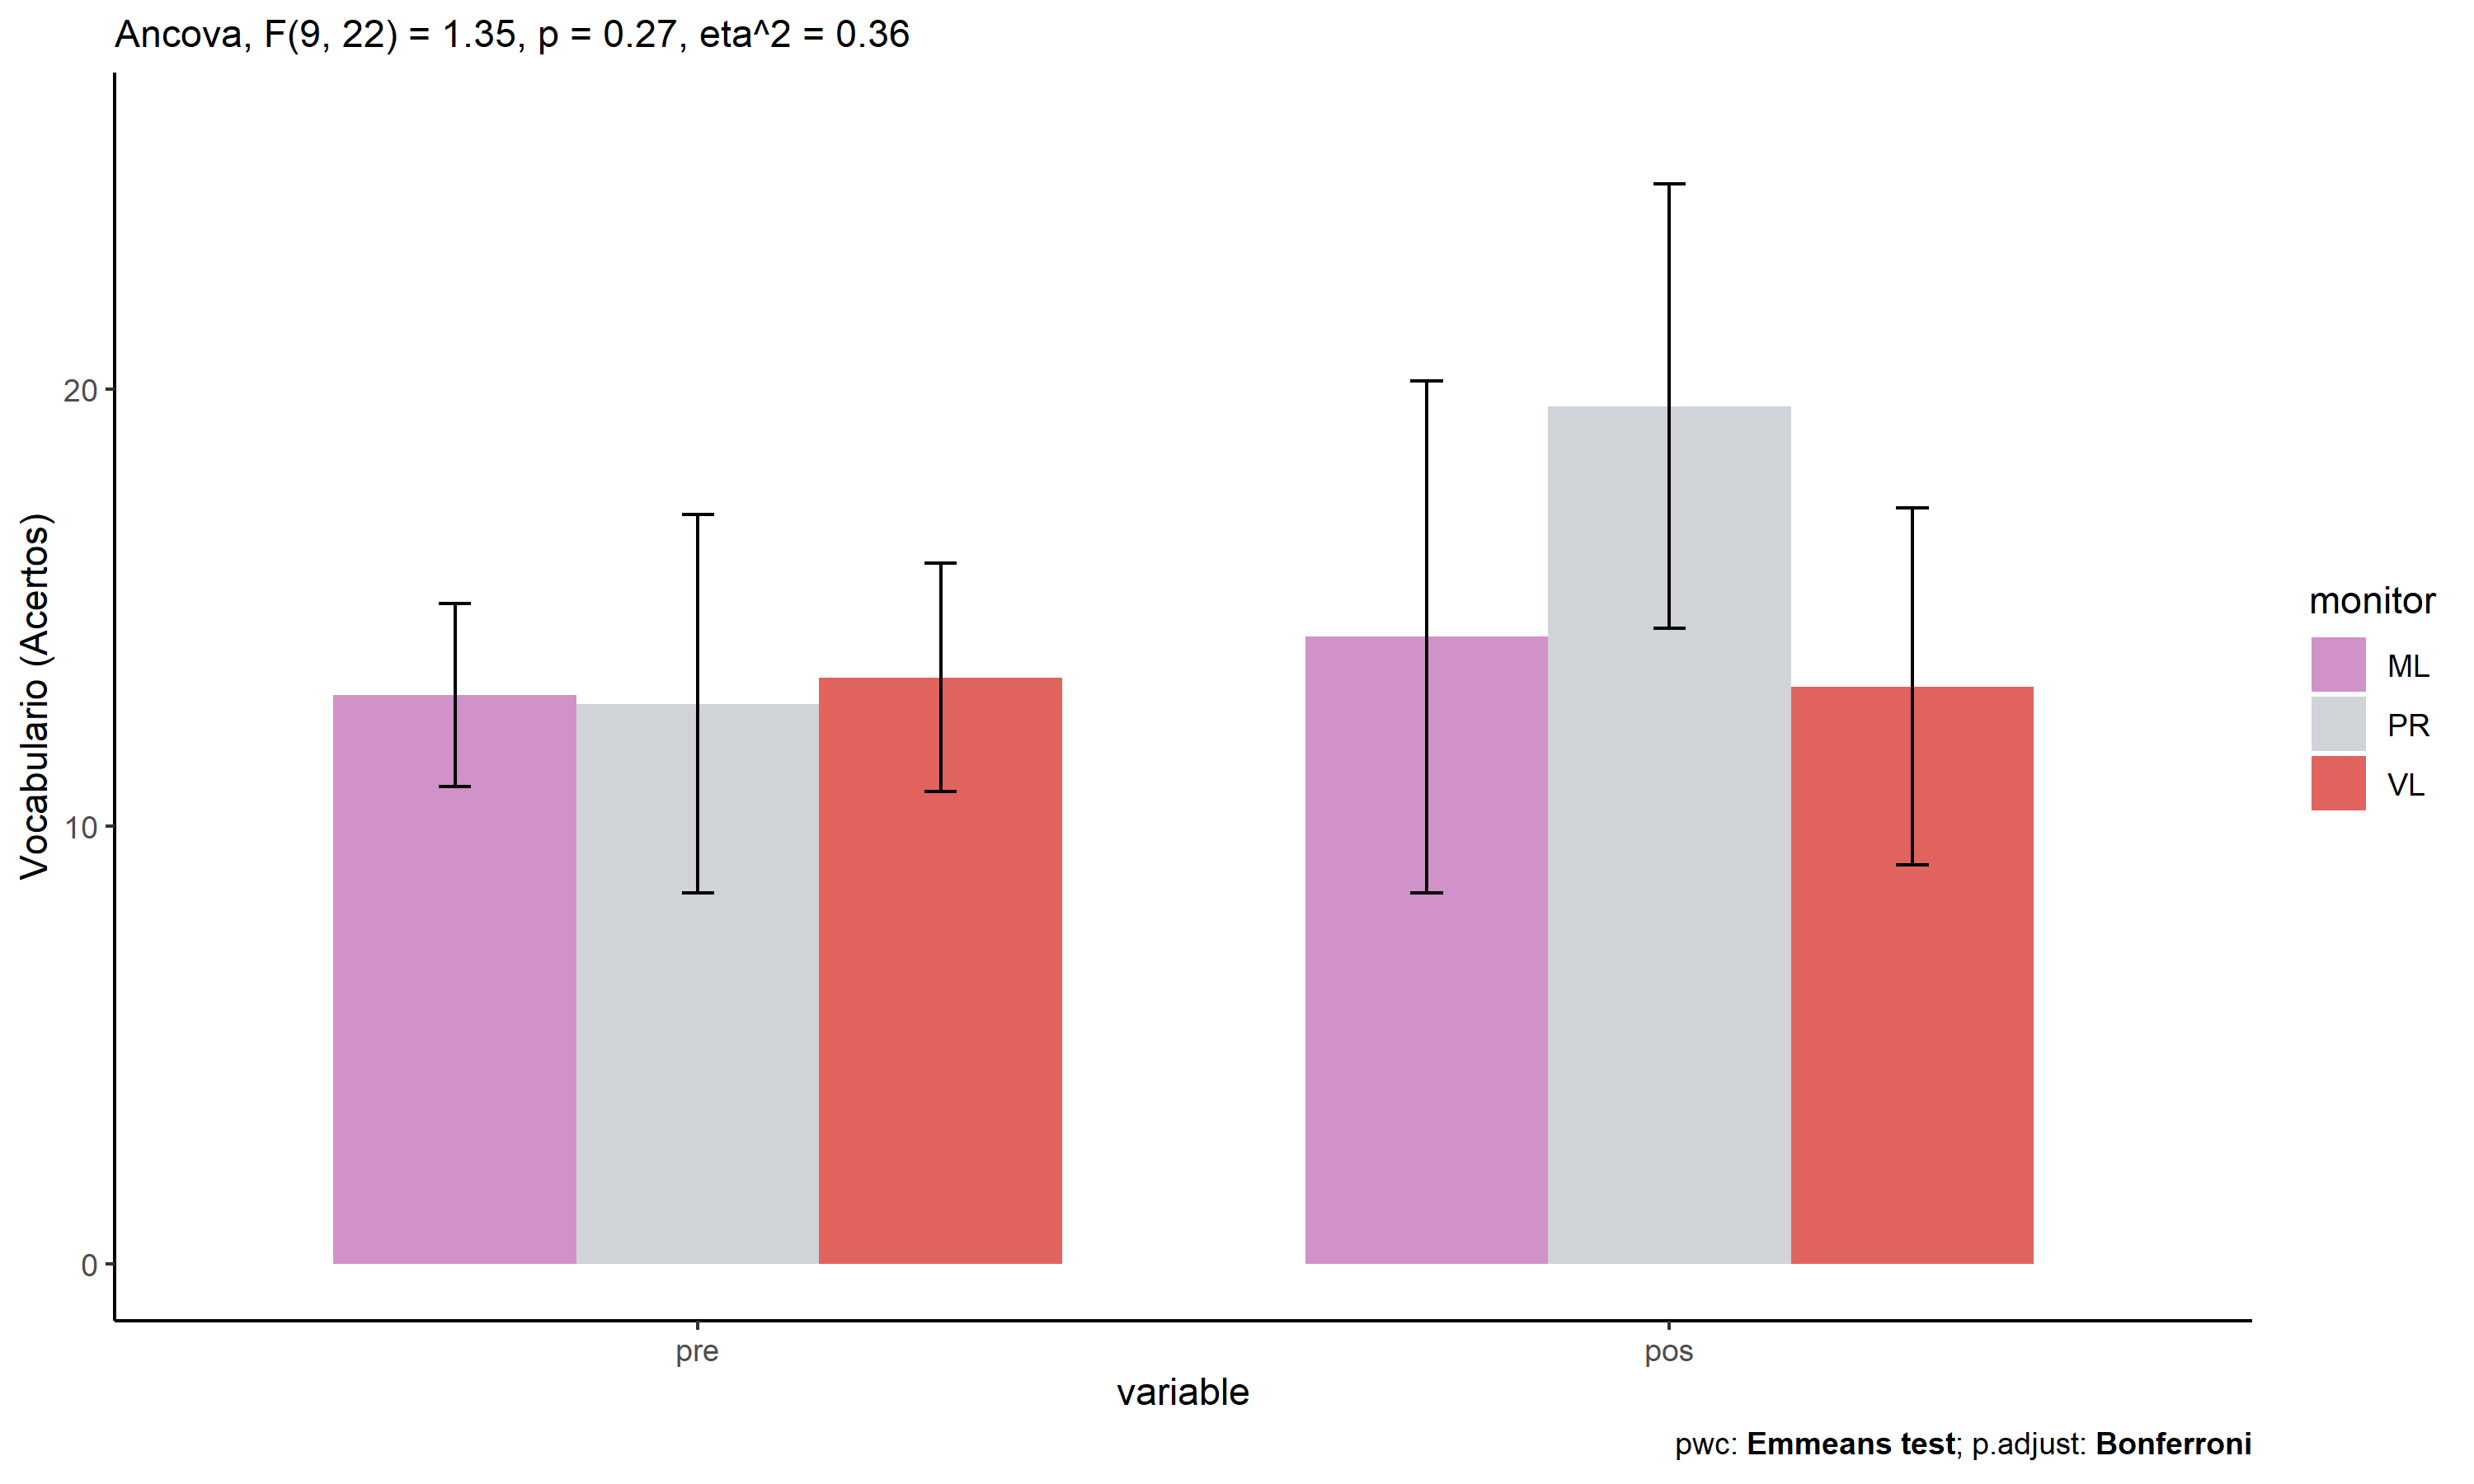 Ancova, F(9, 22) = 1.35, p = 0.27, eta^2 = 0.36
Vocabulario (Acertos)
20
10
0
pre
pos
variable
monitor
ML
PR
VL
pwc: Emmeans test; p.adjust: Bonferroni